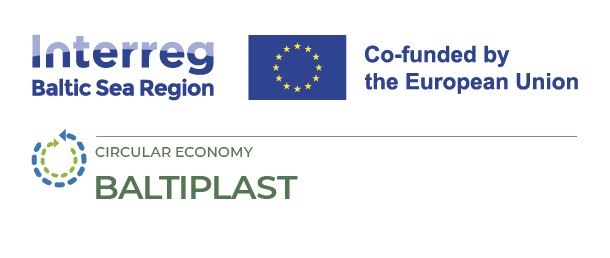 Interreg
Baltic Sea Region
Co-funded by
the European Union
CIRCULAR ECONOMY
BALTIPLAST